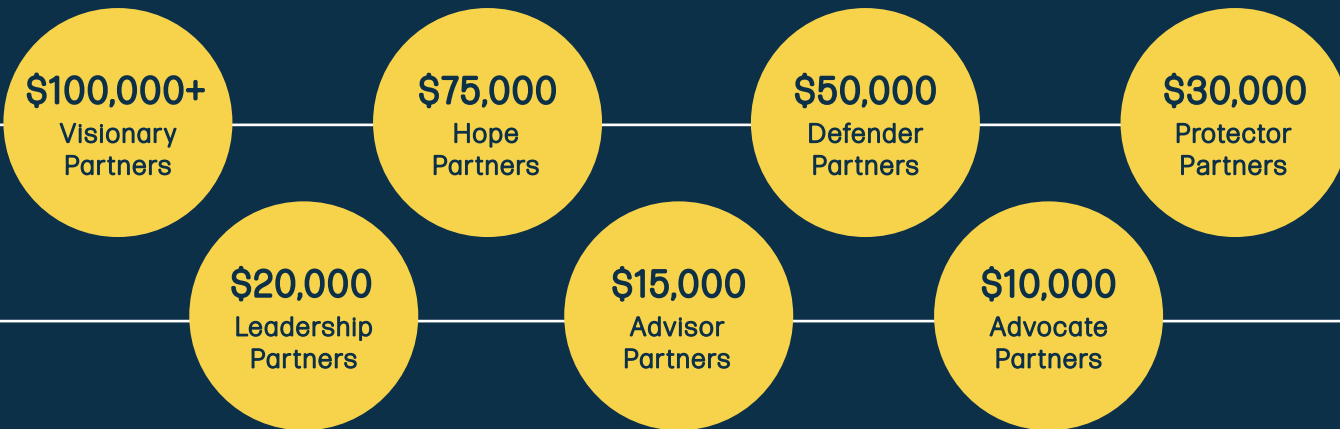 $100,000+
Visionary
Partners
$75,000
Hope
Partners
$50,000
Defender
Partners
$30,000
Protector
Partners
$20,000
Leadership
Partners
$15,000
Advisor
Partners
$10,000
Advocate
Partners